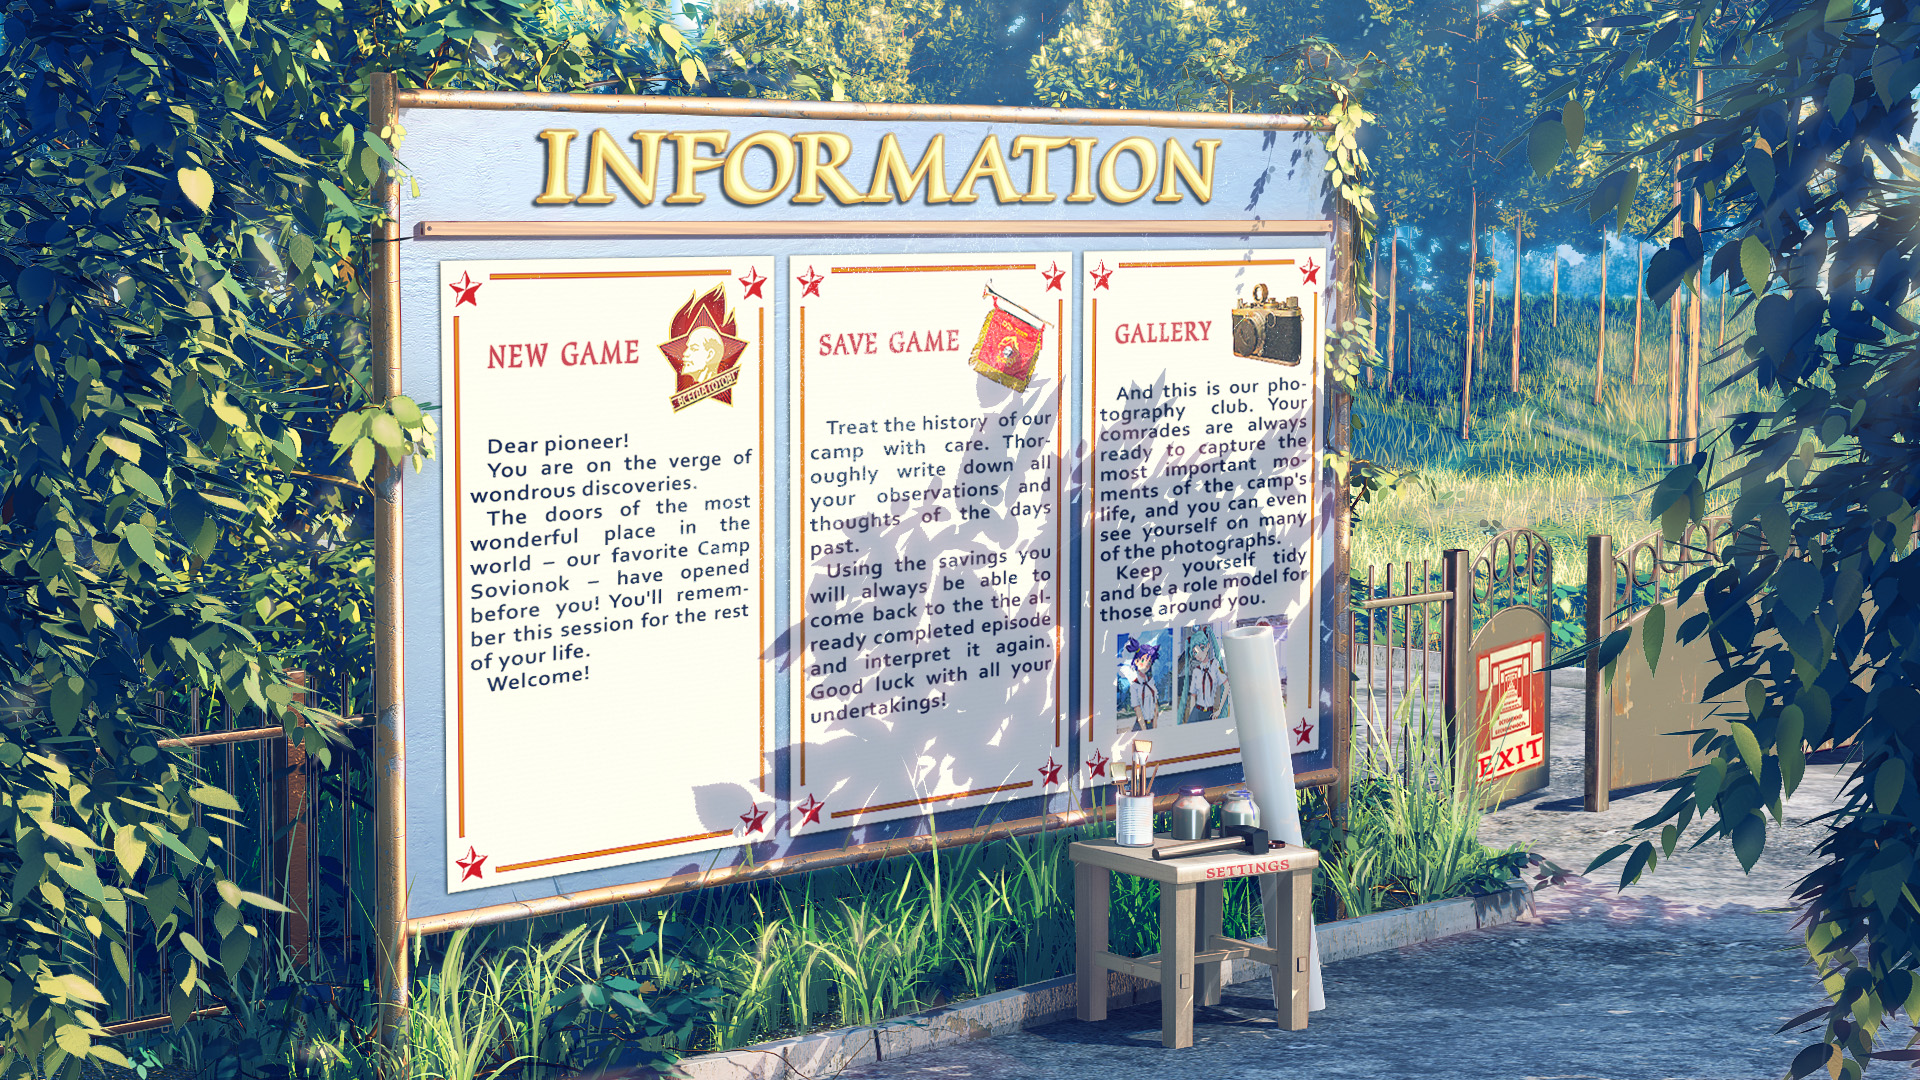 INFORMATION
NEW GAME
ВСЕГДА ГОТОВ!
Dear pioneer!
You are on the verge of
wondrous discoveries.
The doors of the most
wonderful place in the
world – our favorite Camp
Sovionok – have opened
before you! You'll remem-
ber this session for the rest
of your life.
Welcome!
SAVE GAME
Treat the history of our
camp with care. Thor-
oughly write down all
your observations and
thoughts of the days
past.
Using the savings you
will always be able to
come back to the the al-
ready completed episode
and interpret it again.
Good luck with all your
undertakings!
GALLERY
And this is our pho-
tography club. Your
comrades are always
ready to capture the
most important mo-
ments of the camp's
life, and you can even
see yourself on many
of the photographs.
Keep yourself tidy
and be a role model for
those around you.
SETTINGS
EXIT